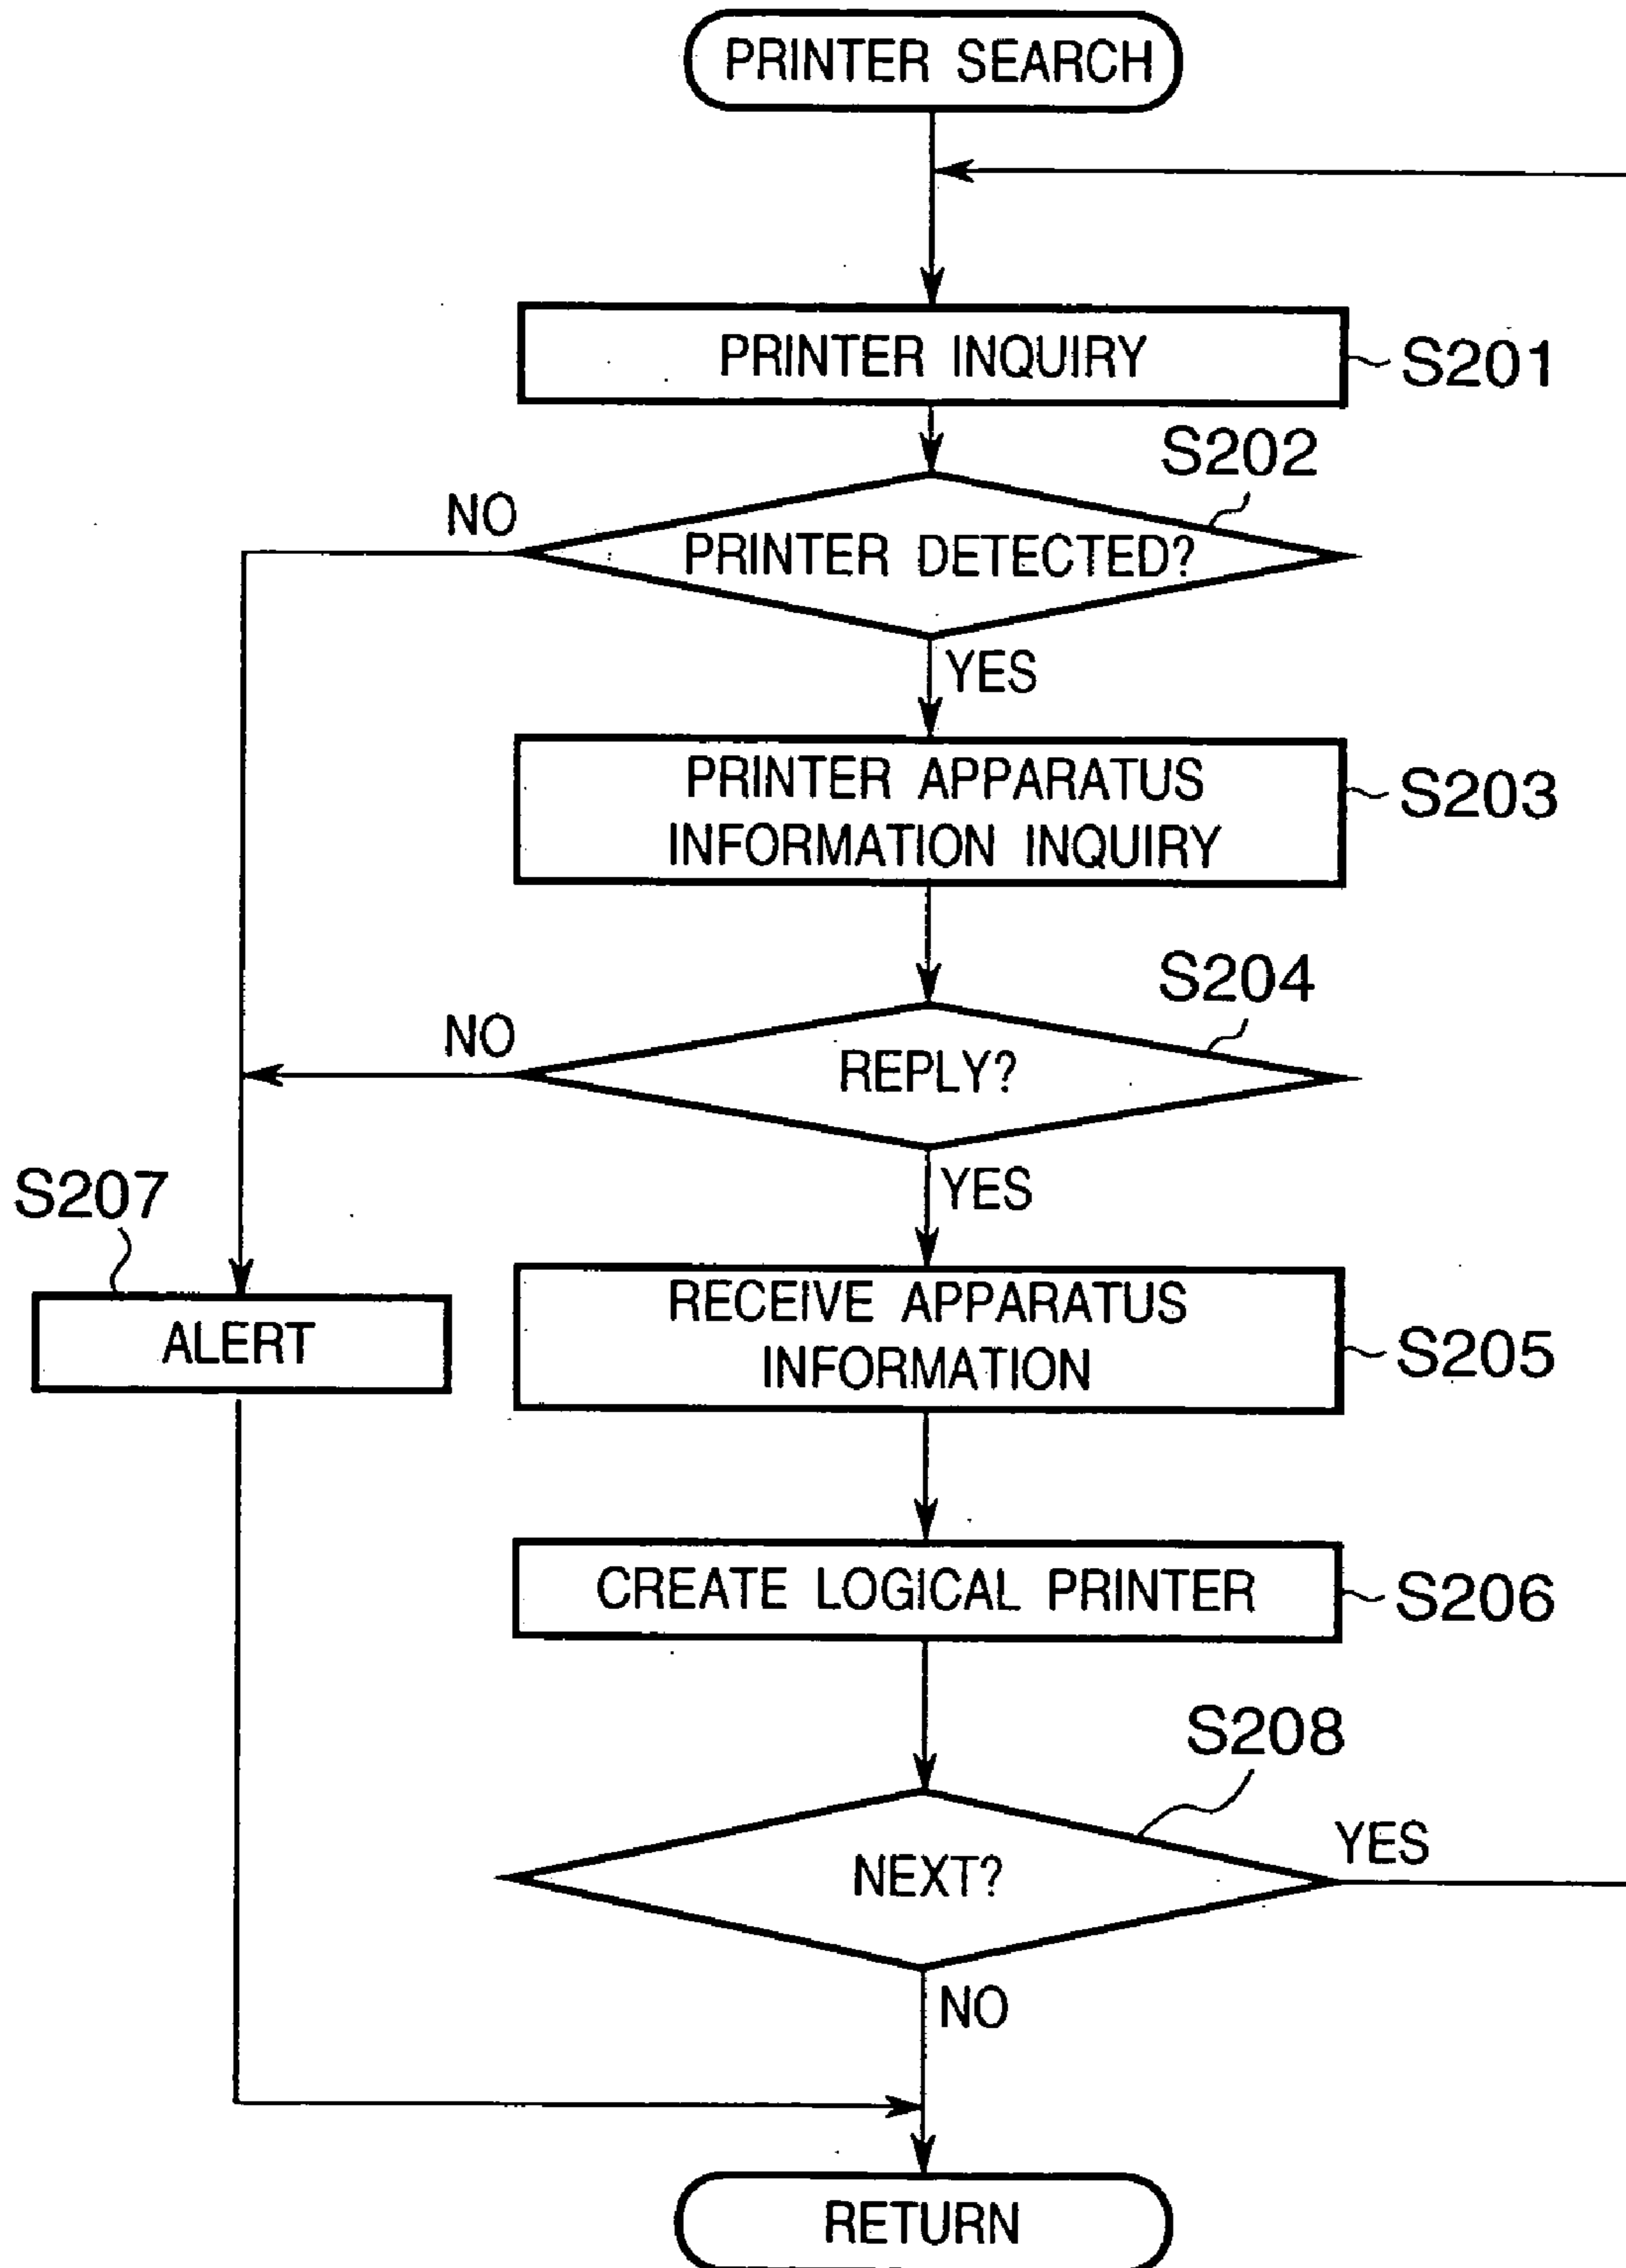 PRINTER SEARCH
PRINTER INQUIRY
S201
S202
NO
PRINTER DETECTED?
YES
PRINTER APPARATUS
INFORMATION INQUIRY
S203
S204
NO
REPLY?
YES
S207
ALERT
RECEIVE APPARATUS
INFORMATION
S205
CREATE LOGICAL PRINTER
S206
S208
NEXT?
YES
NO
RETURN